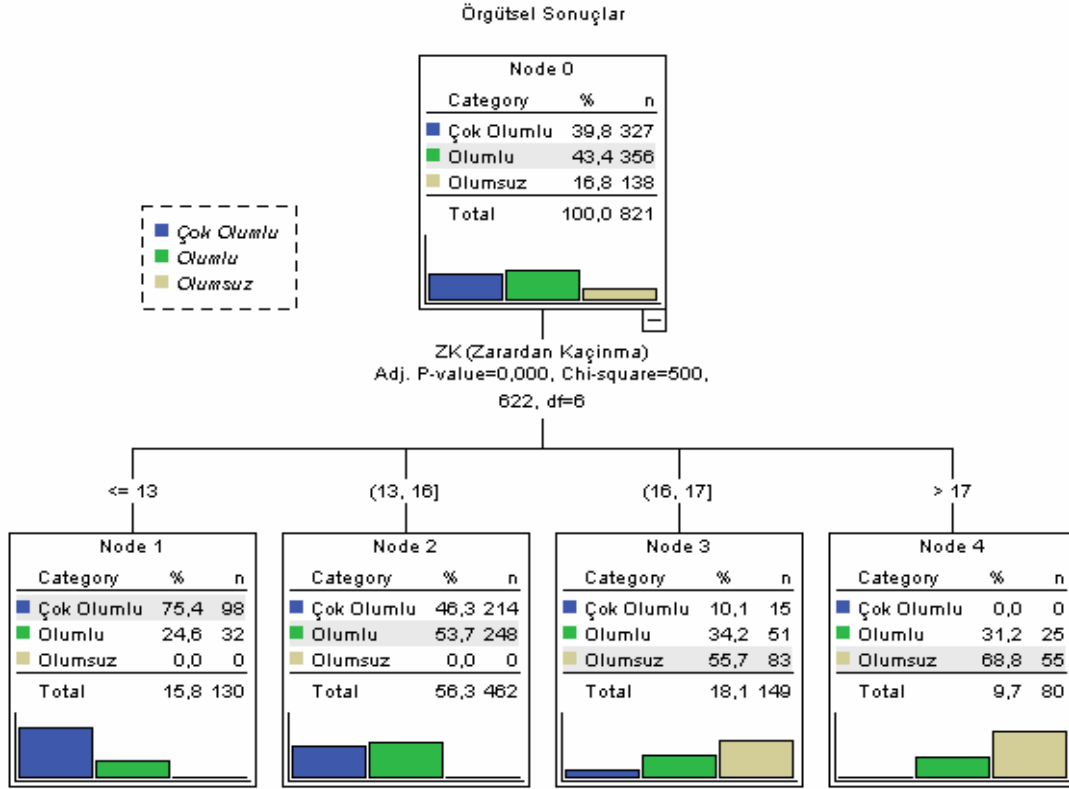 Örgütsel Sonuçlar
Node 0
Category % n
Çok Olumlu 39,8 327
Olumlu 43,4 356
Olumsuz 16,8 138
Total 100,0 821
Çok Olumlu
Olumlu
Olumsuz
ZK (Zarardan Kaçinma)
Adj. P-value=0,000, Chi-square=500,
622, df=6
<= 13
(13, 16]
(16, 17]
> 17
Node 1
Category % n
Çok Olumlu 75,4 98
Olumlu 24,6 32
Olumsuz 0,0 0
Total 15,8 130
Node 2
Category % n
Çok Olumlu 46,3 214
Olumlu 53,7 248
Olumsuz 0,0 0
Total 56,3 462
Node 3
Category % n
Çok Olumlu 10,1 15
Olumlu 34,2 51
Olumsuz 55,7 83
Total 18,1 149
Node 4
Category % n
Çok Olumlu 0,0 0
Olumlu 31,2 25
Olumsuz 68,8 55
Total 9,7 80